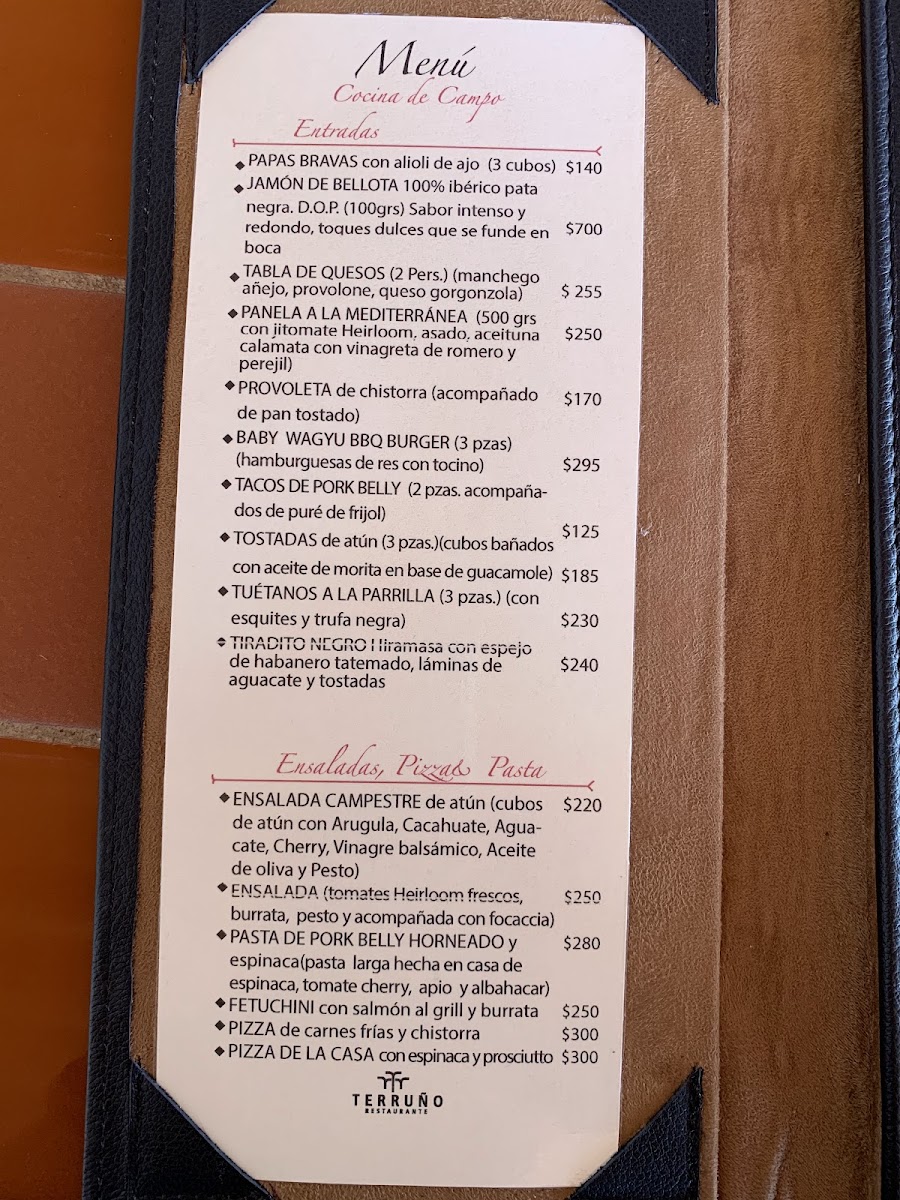 Menú
Cocina de Campo
Entradas
◆ PAPAS BRAVAS con alioli de ajo (3 cubos) $140
◆ JAMÓN DE BELLOTA 100% ibérico pata
negra. D.O.P. (100grs) Sabor intenso y
redondo, toques dulces que se funde en $700
boca
◆ TABLA DE QUESOS (2 Pers.) (manchego
añejo, provolone, queso gorgonzola) $ 255
◆ PANELA A LA MEDITERRÁNEA (500 grs
con jitomate Heirloom, asado, aceituna $250
calamata con vinagreta de romero y
perejil)
◆ PROVOLETA de chistorra (acompañado $170
de pan tostado)
◆ BABY WAGYU BBQ BURGER (3 pzas)
(hamburguesas de res con tocino) $295
◆ TACOS DE PORK BELLY (2 pzas. acompaña-
dos de puré de frijol)
$125
◆ TOSTADAS de atún (3 pzas.)(cubos bañados
con aceite de morita en base de guacamole) $185
◆ TUÉTANOS A LA PARRILLA (3 pzas.) (con
esquites y trufa negra) $230
◆ TIRADITO NEGRO Hiramasa con espejo
de habanero tatemado, láminas de $240
aguacate y tostadas
Ensaladas, Pizza& Pasta
◆ ENSALADA CAMPESTRE de atún (cubos $220
de atún con Arugula, Cacahuate, Agua-
cate, Cherry, Vinagre balsámico, Aceite
de oliva y Pesto)
◆ ENSALADA (tomates Heirloom frescos, $250
burrata, pesto y acompañada con focaccia)
◆ PASTA DE PORK BELLY HORNEADO y $280
espinaca(pasta larga hecha en casa de
espinaca, tomate cherry, apio y albahacar)
◆ FETUCHINI con salmón al grill y burrata $250
◆ PIZZA de carnes frías y chistorra $300
◆ PIZZA DE LA CASA con espinaca y prosciutto $300
TERRUÑO
RESTAURANTE